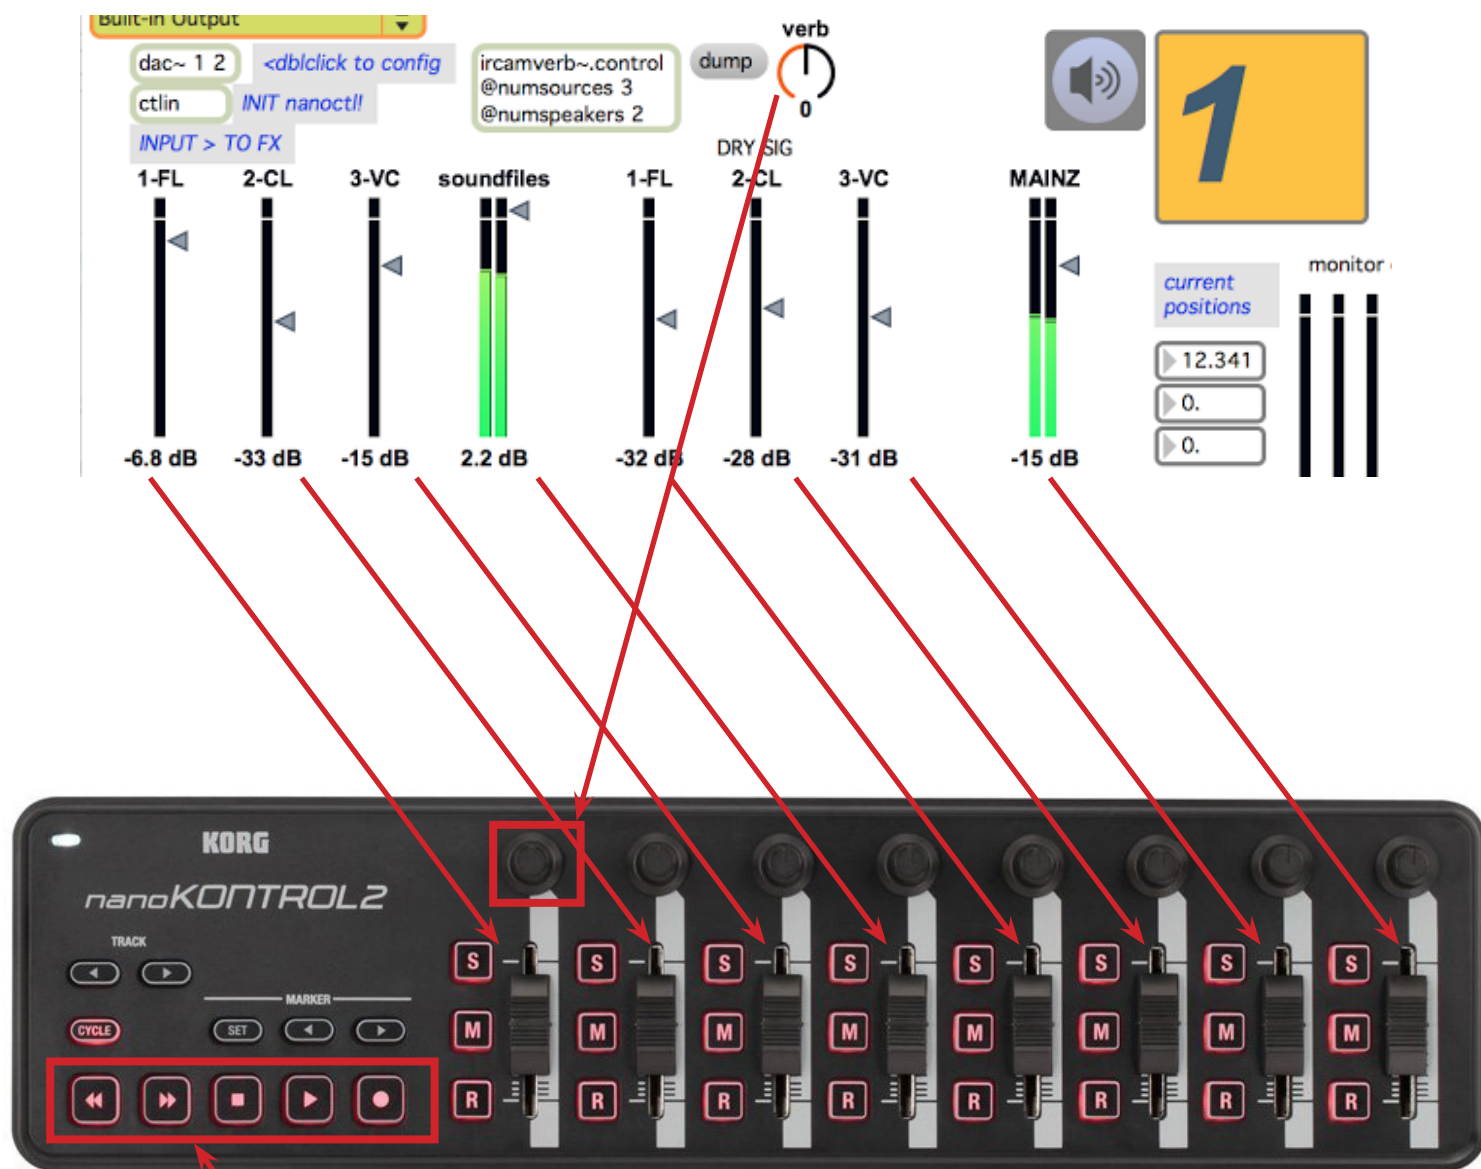 Built-in Output
verb
dac~ 1 2
<dblclick to config
ircamverb~.control
@numsources 3
@numspeakers 2
dump
ctlin
INIT nanoctl!
0
1
INPUT > TO FX
DRY SIG
1-FL
2-CL
3-VC
soundfiles
1-FL
2-CL
3-VC
MAINZ
current
positions
monitor
12.341
0.
0.
-6.8 dB
-33 dB
-15 dB
2.2 dB
-32 dB
-28 dB
-31 dB
-15 dB
KORG
nanoKONTROL2
TRACK
MARKER
CYCLE
SET
S
S
S
S
S
S
S
S
M
M
M
M
M
M
M
M
R
R
R
R
R
R
R
R